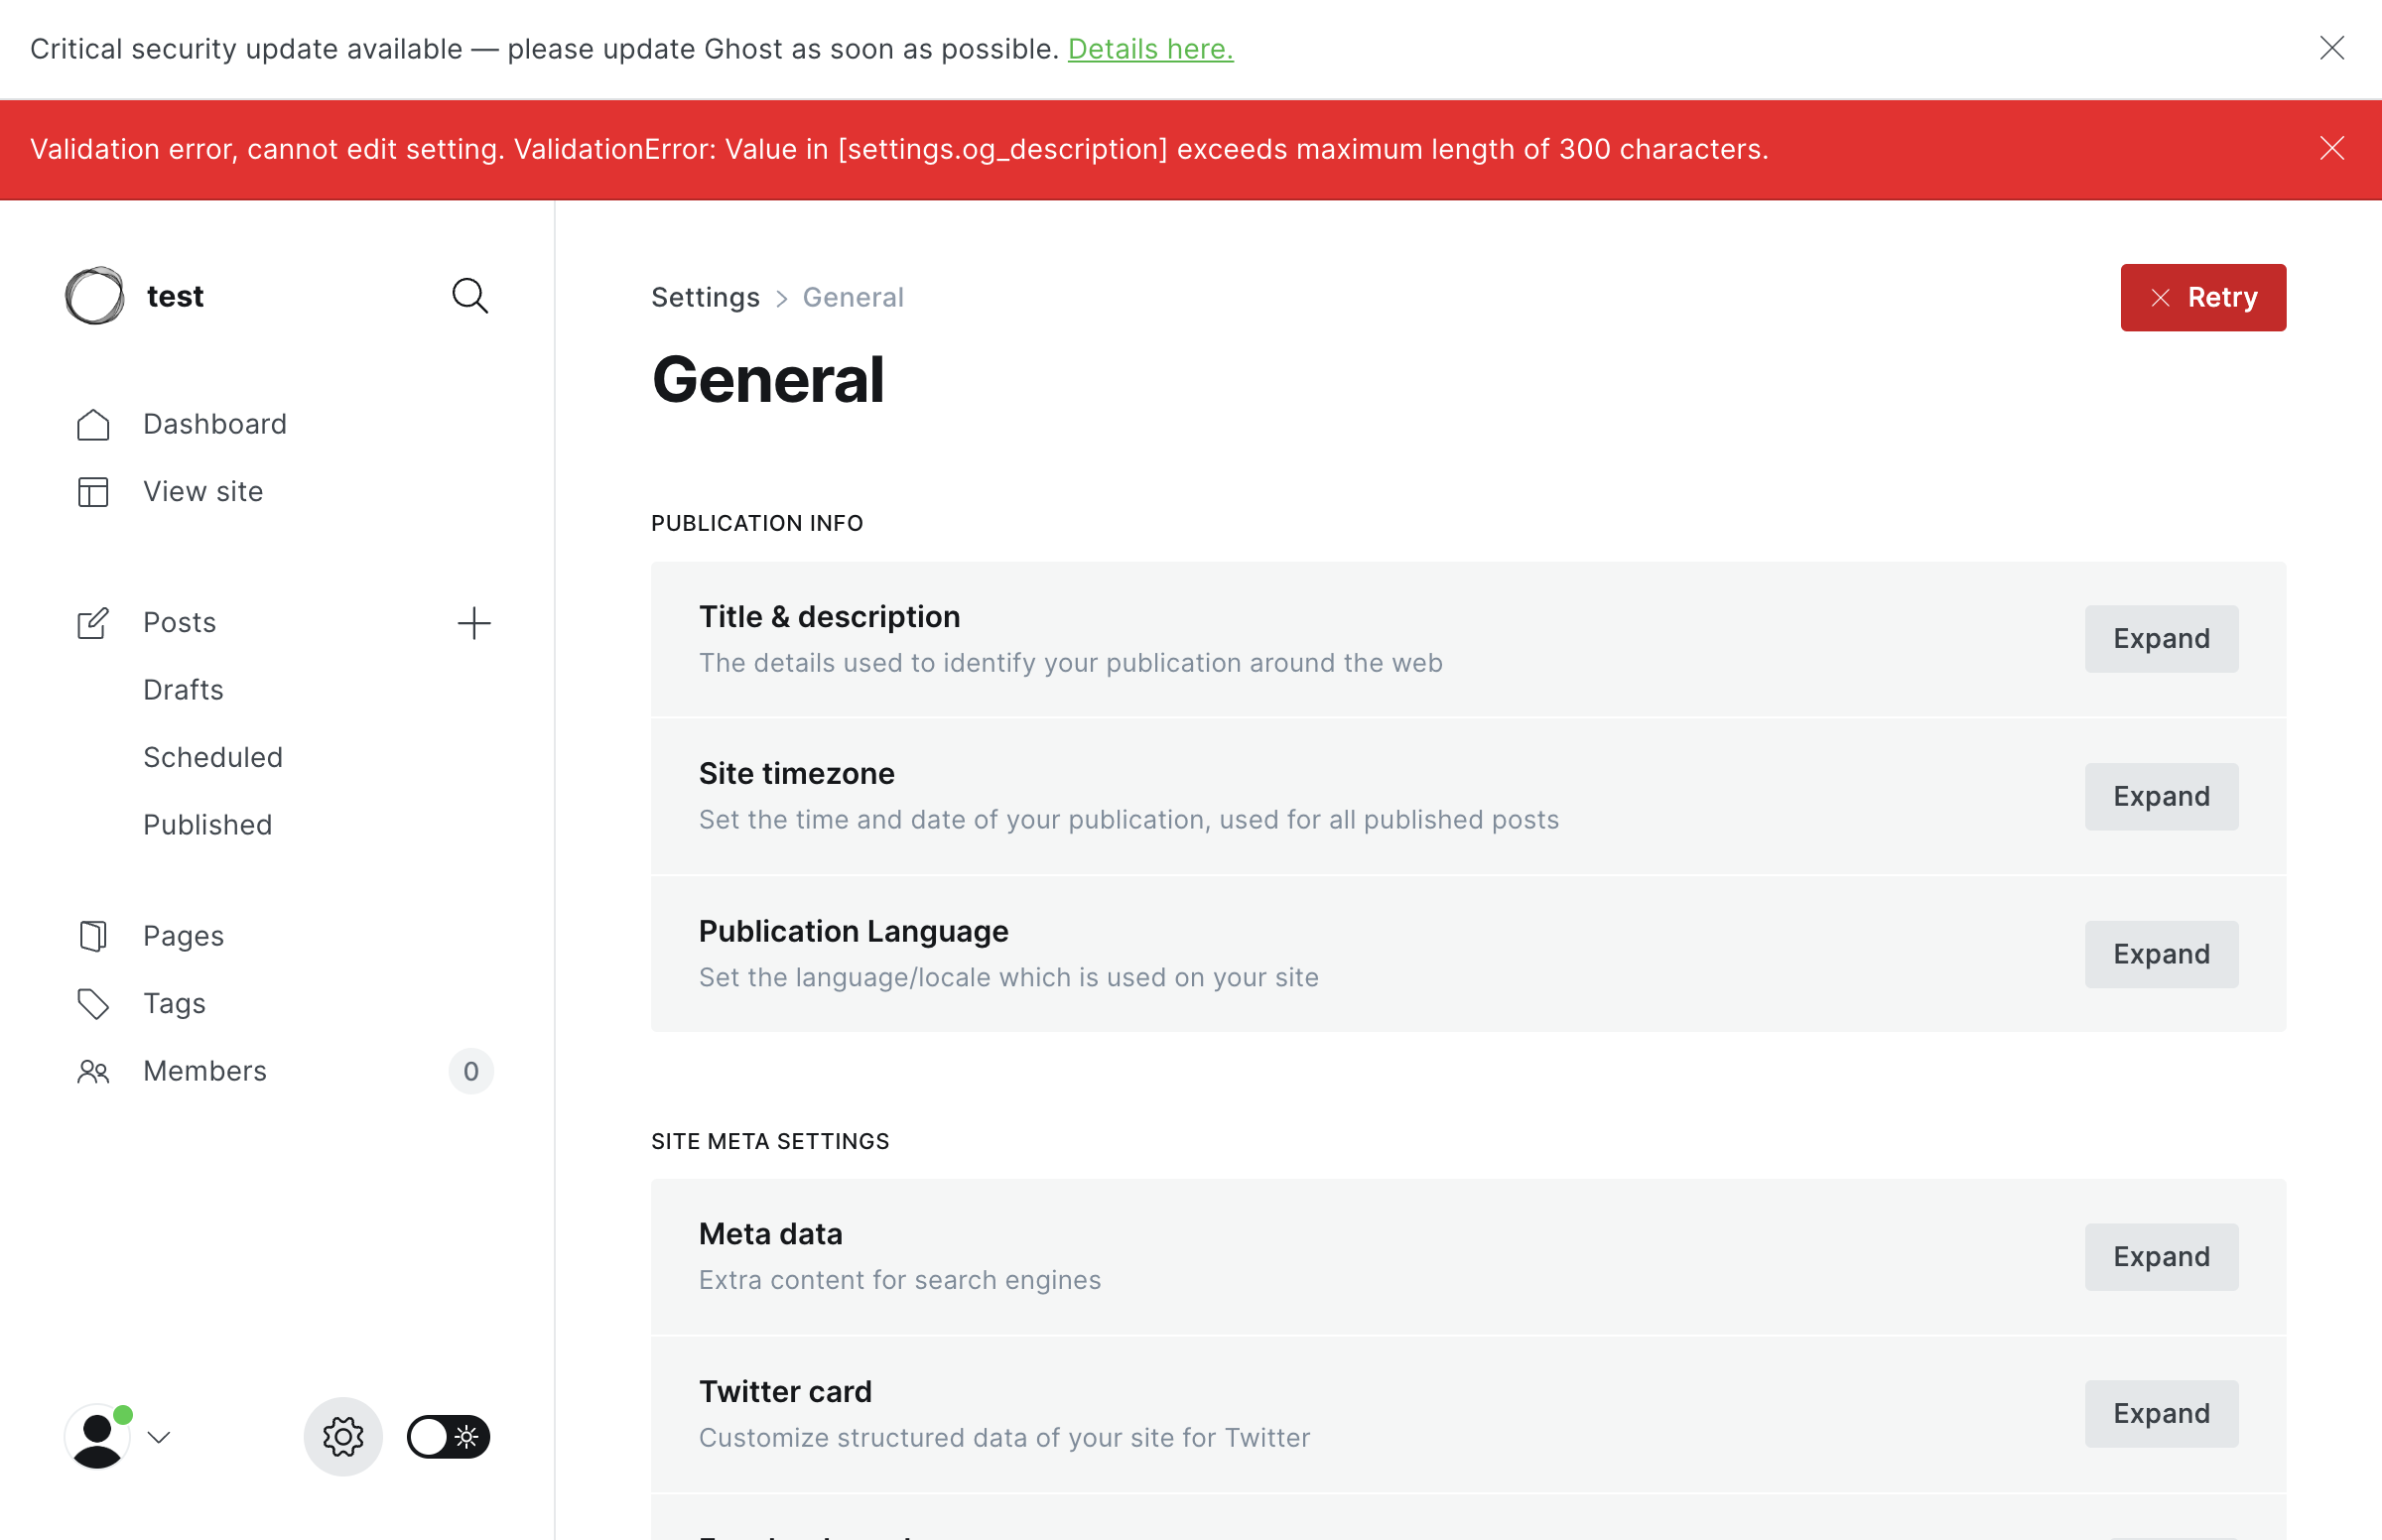 Critical security update available — please update Ghost as soon as possible. Details here.
Validation error, cannot edit setting. ValidationError: Value in [settings.og_description] exceeds maximum length of 300 characters.
test
Dashboard
View site
Posts
Drafts
Scheduled
Published
Pages
Tags
Members 0
Settings > General
Retry
General
PUBLICATION INFO
Title & description
The details used to identify your publication around the web
Expand
Site timezone
Set the time and date of your publication, used for all published posts
Expand
Publication Language
Set the language/locale which is used on your site
Expand
SITE META SETTINGS
Meta data
Extra content for search engines
Expand
Twitter card
Customize structured data of your site for Twitter
Expand